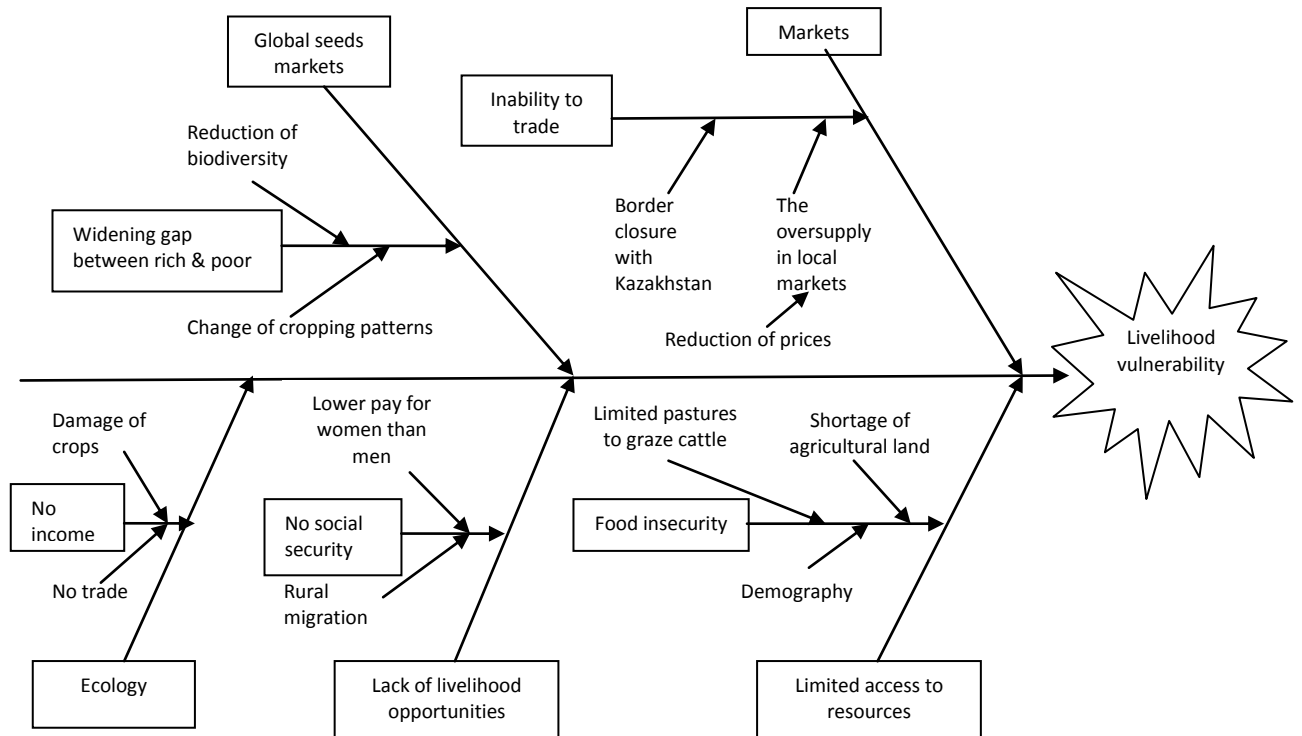 Global seeds
markets
Markets
Inability to
trade
Reduction of
biodiversity
Border
closure
with
Kazakhstan
The
oversupply
in local
markets
Widening gap
between rich & poor
Change of cropping patterns
Reduction of prices
Livelihood
vulnerability
Damage of
crops
Lower pay for
women than
men
Limited pastures
to graze cattle
Shortage of
agricultural land
No
income
No social
security
Food insecurity
No trade
Rural
migration
Demography
Ecology
Lack of livelihood
opportunities
Limited access to
resources